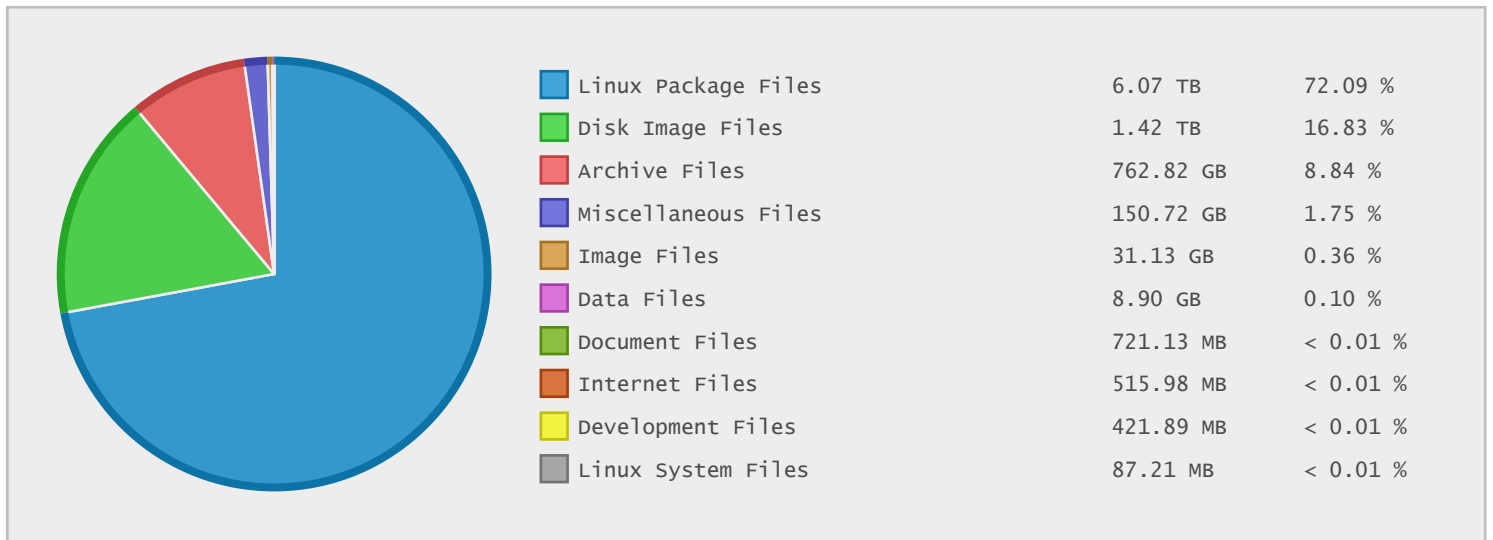 Linux Package Files 6.07 TB 72.09 %
Disk Image Files 1.42 TB 16.83 %
Archive Files 762.82 GB 8.84 %
Miscellaneous Files 150.72 GB 1.75 %
Image Files 31.13 GB 0.36 %
Data Files 8.90 GB 0.10 %
Document Files 721.13 MB < 0.01 %
Internet Files 515.98 MB < 0.01 %
Development Files 421.89 MB < 0.01 %
Linux System Files 87.21 MB < 0.01 %